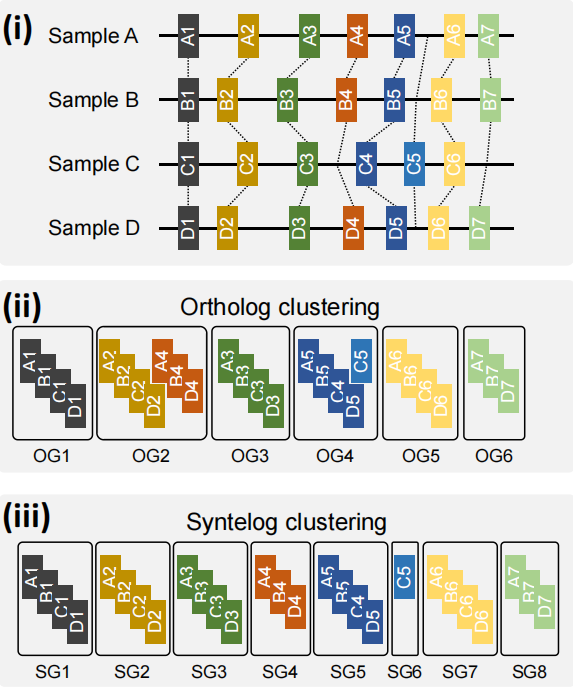 (i)
Sample A A1 A2 A3 A4 A5 A6 A7
Sample B B1 B2 B3 B4 B3 B6 B7
Sample C C1 C2 C3 C4 C5 C6
Sample D D1 D2 D3 D4 D5 D6 D7
(ii)
Ortholog clustering
A1 B1 C1 D1
A2 B2 C2 D2 A4 B4 D4
A3 B3 C3 D3
A5 B5 C4 D5 C5
A6 B6 C6 D6
A7 B7 D7
OG1 OG2 OG3 OG4 OG5 OG6
(iii)
Syntelog clustering
A1 B1 C1 D1
A2 B2 C2 D2
A3 B3 C3 D3
A4 B4 D4
A5 B5 C4 D5
C5
A6 B6 C6 D6
A7 B7 D7
SG1 SG2 SG3 SG4 SG5 SG6 SG7 SG8